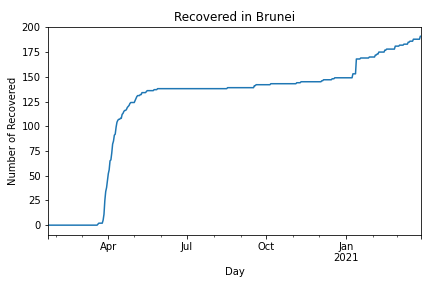 Recovered in Brunei
Number of Recovered
200
175
150
125
100
75
50
25
0
Apr
Jul
Oct
Jan
2021
Day